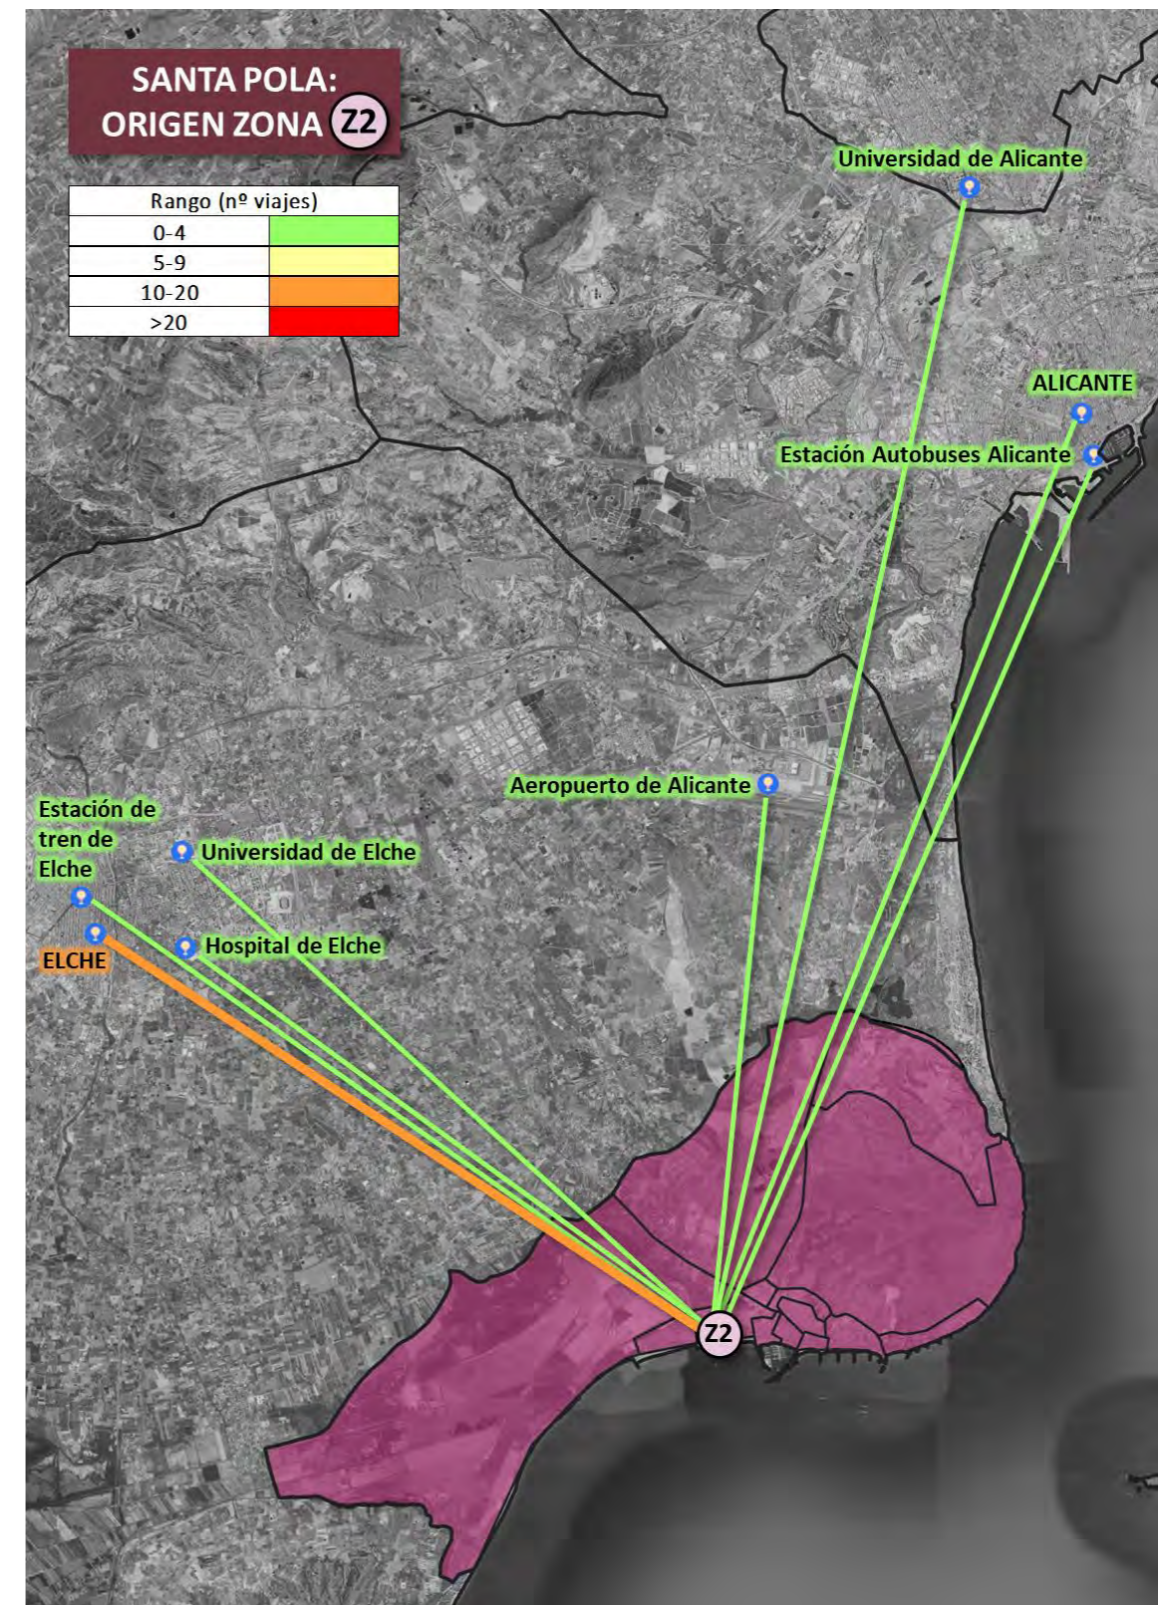 SANTA POLA:
ORIGEN ZONA Z2
Rango (nº viajes)
0-4
5-9
10-20
>20
Universidad de Alicante
ALICANTE
Estación Autobuses Alicante
Aeropuerto de Alicante
Estación de
tren de
Elche
Universidad de Elche
Hospital de Elche
ELCHE
Z2